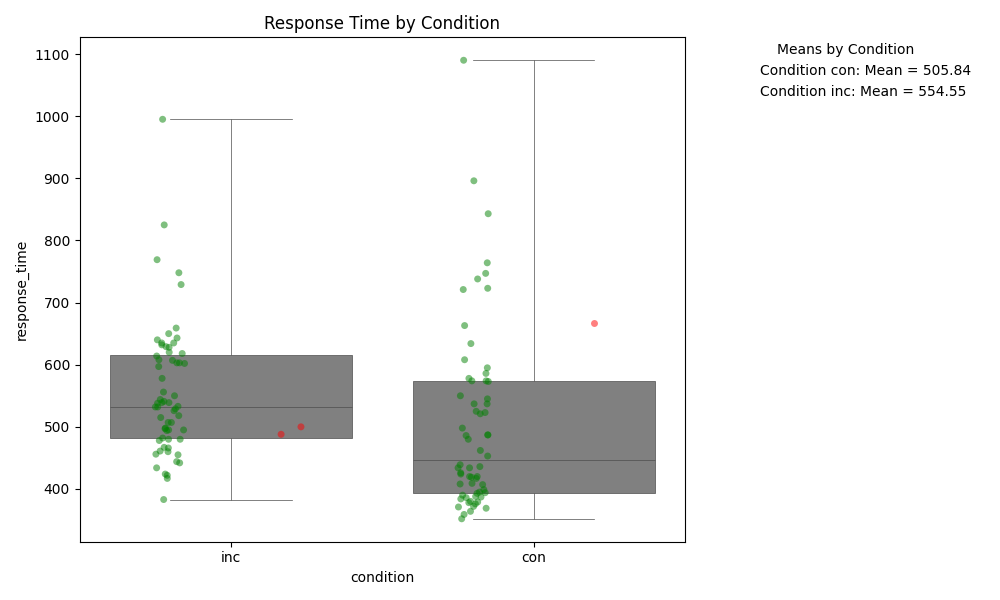 Response Time by Condition
Means by Condition
Condition con: Mean = 505.84
Condition inc: Mean = 554.55
1100
1000
900
800
700
600
500
400
response_time
inc con
condition